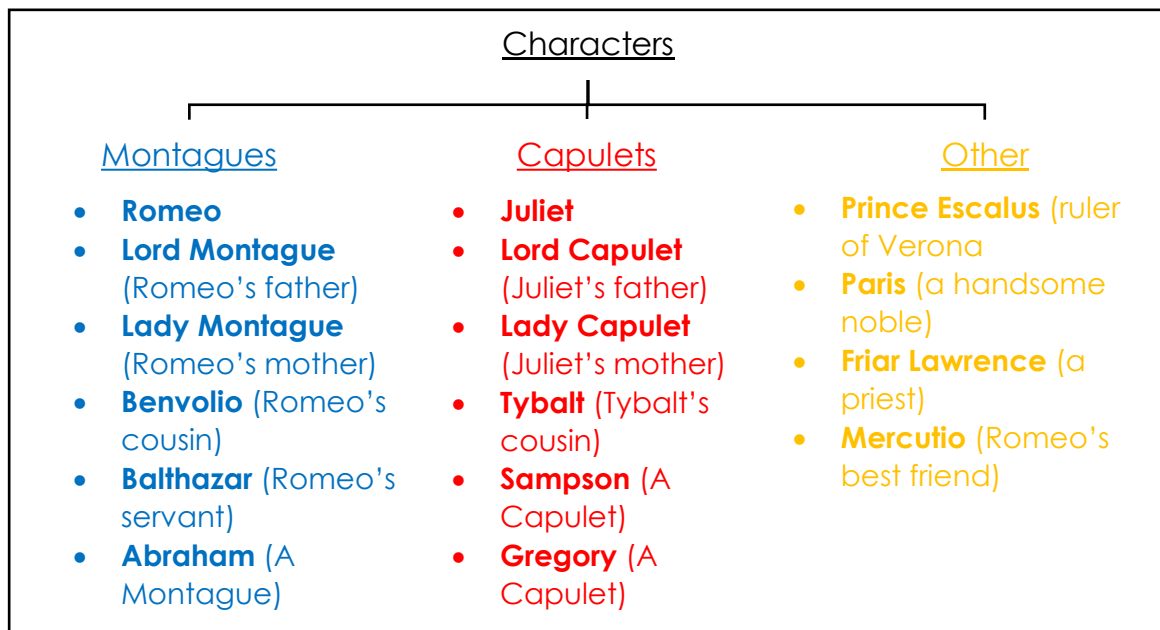 Characters
Montagues
• Romeo
• Lord Montague
(Romeo's father)
• Lady Montague
(Romeo's mother)
• Benvolio (Romeo's
cousin)
• Balthazar (Romeo's
servant)
• Abraham (A
Montague)
Capulets
• Juliet
• Lord Capulet
(Juliet's father)
• Lady Capulet
(Juliet's mother)
• Tybalt (Tybalt's
cousin)
• Sampson (A
Capulet)
• Gregory (A
Capulet)
Other
• Prince Escalus (ruler
of Verona
• Paris (a handsome
noble)
• Friar Lawrence (a
priest)
• Mercutio (Romeo's
best friend)